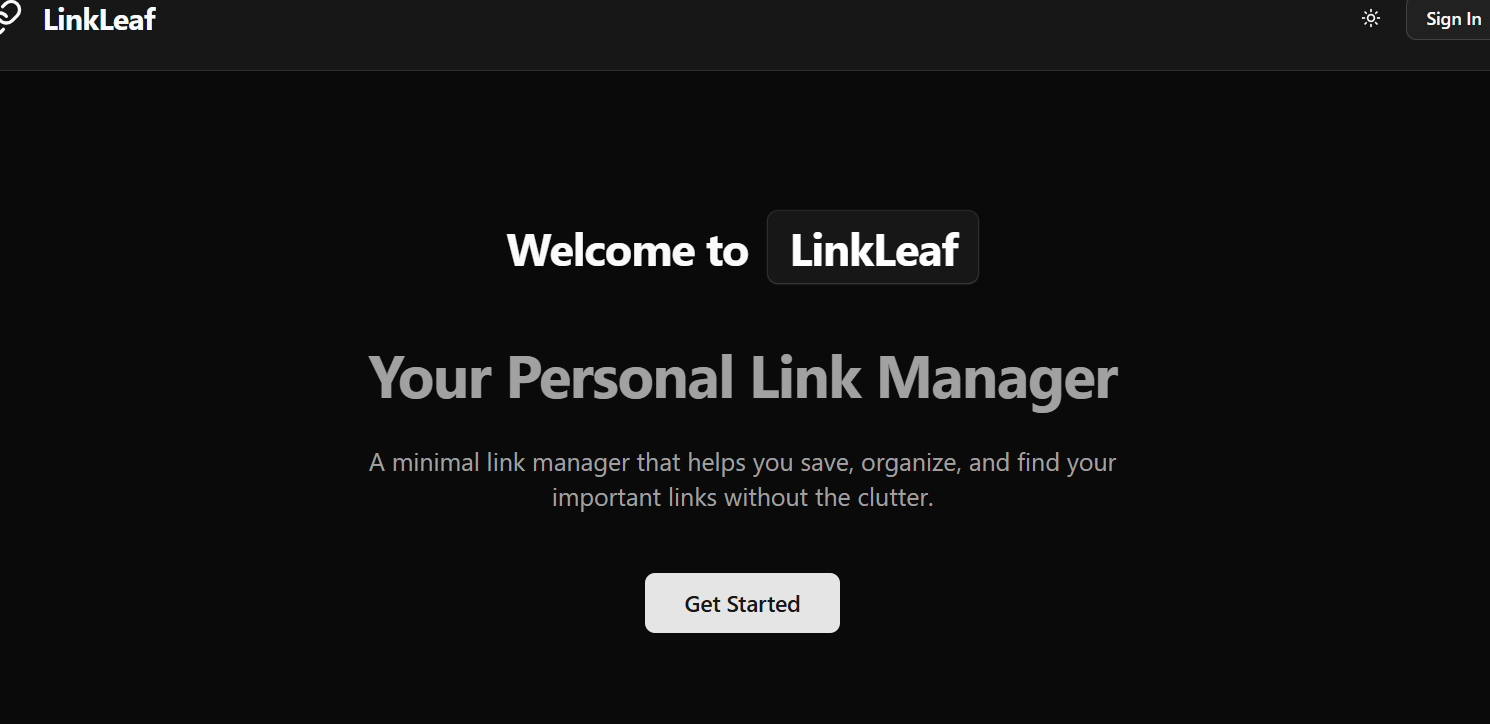 LinkLeaf
Sign In
Welcome to LinkLeaf
Your Personal Link Manager
A minimal link manager that helps you save, organize, and find your
important links without the clutter.
Get Started